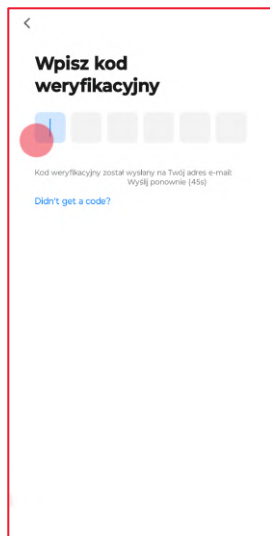 Wpisz kod
weryfikacyjny
Kod weryfikacyjny został wysłany na Twój adres e-mail:
Wyślij ponownie (45s)
Didn't get a code?